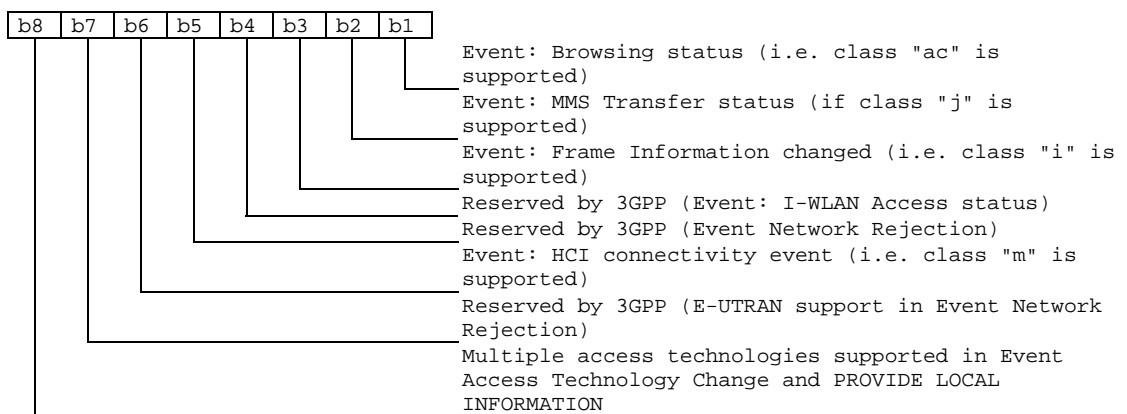 b8 b7 b6 b5 b4 b3 b2 b1
Event: Browsing status (i.e. class "ac" is
supported)
Event: MMS Transfer status (if class "j" is
supported)
Event: Frame Information changed (i.e. class "i" is
supported)
Reserved by 3GPP (Event: I-WLAN Access status)
Reserved by 3GPP (Event Network Rejection)
Event: HCI connectivity event (i.e. class "m" is
supported)
Reserved by 3GPP (E-UTRAN support in Event Network
Rejection)
Multiple access technologies supported in Event
Access Technology Change and PROVIDE LOCAL
INFORMATION